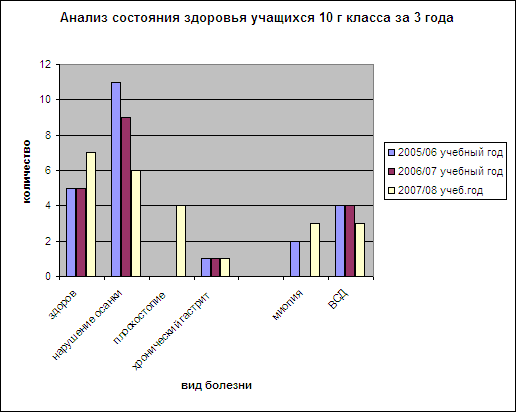 Анализ состояния здоровья учащихся 10 г класса за 3 года
количество
12
10
8
6
4
2
0
здоров
нарушение осанки
плоскостопие
хронический гастрит
миопия
ВСД
вид болезни
2005/06 учебный год
2006/07 учебный год
2007/08 учеб.год